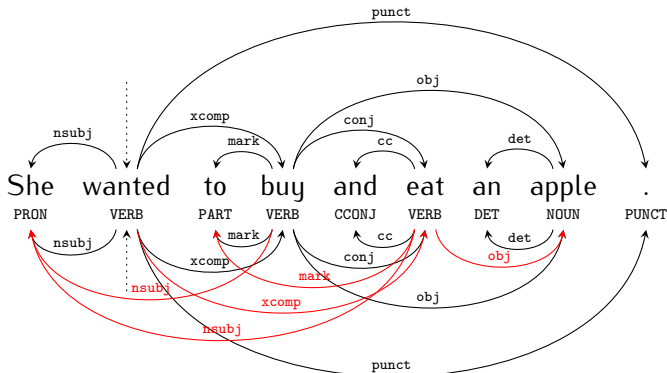 punct
obj
xcomp conj
nsubj mark cc det
She wanted to buy and eat an apple .
PRON VERB PART VERB CCONJ VERB DET NOUN PUNCT
nsubj mark cc det
xcomp conj obj
mark
nsubj xcomp obj
nsubj
punct